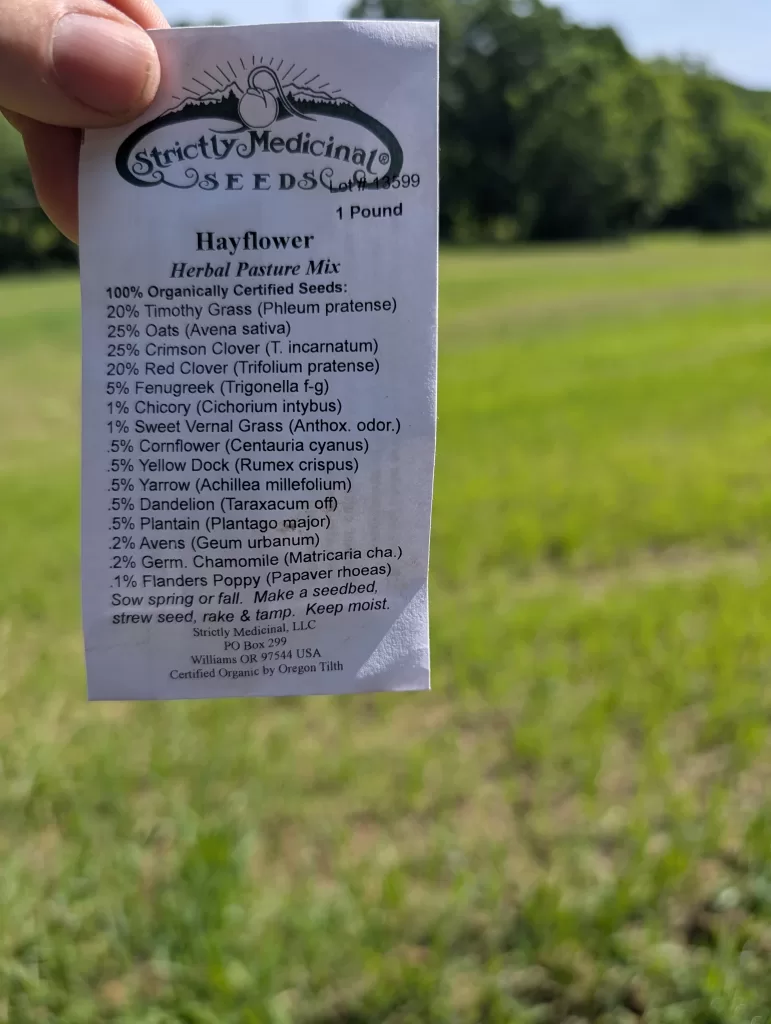 Strictly Medicinal®
SEEDS
Lot# 13599
1 Pound
Hayflower
Herbal Pasture Mix
100% Organically Certified Seeds:
20% Timothy Grass (Phleum pratense)
25% Oats (Avena sativa)
25% Crimson Clover (T. incarnatum)
20% Red Clover (Trifolium pratense)
5% Fenugreek (Trigonella f-g)
1% Chicory (Cichorium intybus)
1% Sweet Vernal Grass (Anthox. odor.)
.5% Cornflower (Centauria cyanus)
.5% Yellow Dock (Rumex crispus)
.5% Yarrow (Achillea millefolium)
.5% Dandelion (Taraxacum off)
.5% Plantain (Plantago major)
.2% Avens (Geum urbanum)
.2% Germ. Chamomile (Matricaria cha.)
.1% Flanders Poppy (Papaver rhoeas)
Sow spring or fall. Make a seedbed,
strew seed, rake & tamp. Keep moist.
Strictly Medicinal, LLC
PO Box 299
Williams OR 97544 USA
Certified Organic by Oregon Tilth